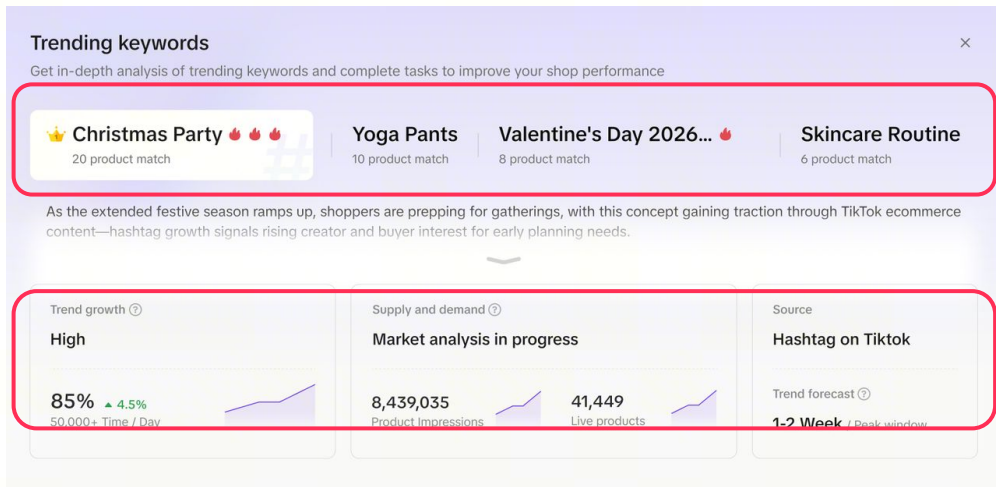 Trending keywords
Get in-depth analysis of trending keywords and complete tasks to improve your shop performance
Christmas Party
20 product match
Yoga Pants
10 product match
Valentine's Day 2026...
8 product match
Skincare Routine
6 product match
As the extended festive season ramps up, shoppers are prepping for gatherings, with this concept gaining traction through TikTok ecommerce
content—hashtag growth signals rising creator and buyer interest for early planning needs.
Trend growth
High
85% 4.5%
50,000+ Time / Day
Supply and demand
Market analysis in progress
8,439,035
Product Impressions
41,449
Live products
Source
Hashtag on Tiktok
Trend forecast
1-2 Week / Peak window